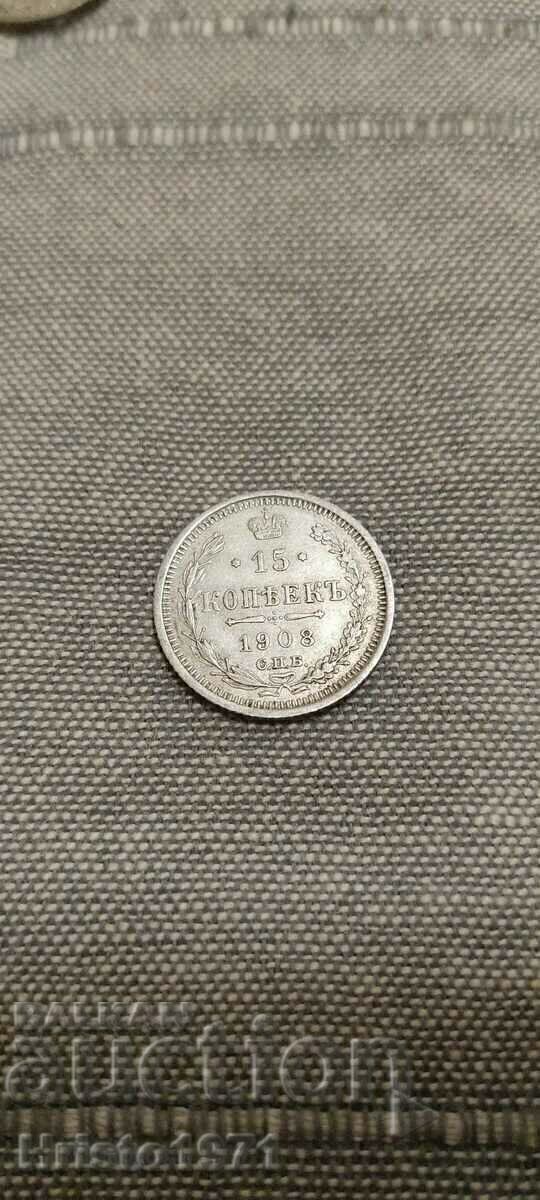 • 15 •
КОПѢЕКЪ
1908
С.П.Б.
BALKAN
auction
Hristo1971